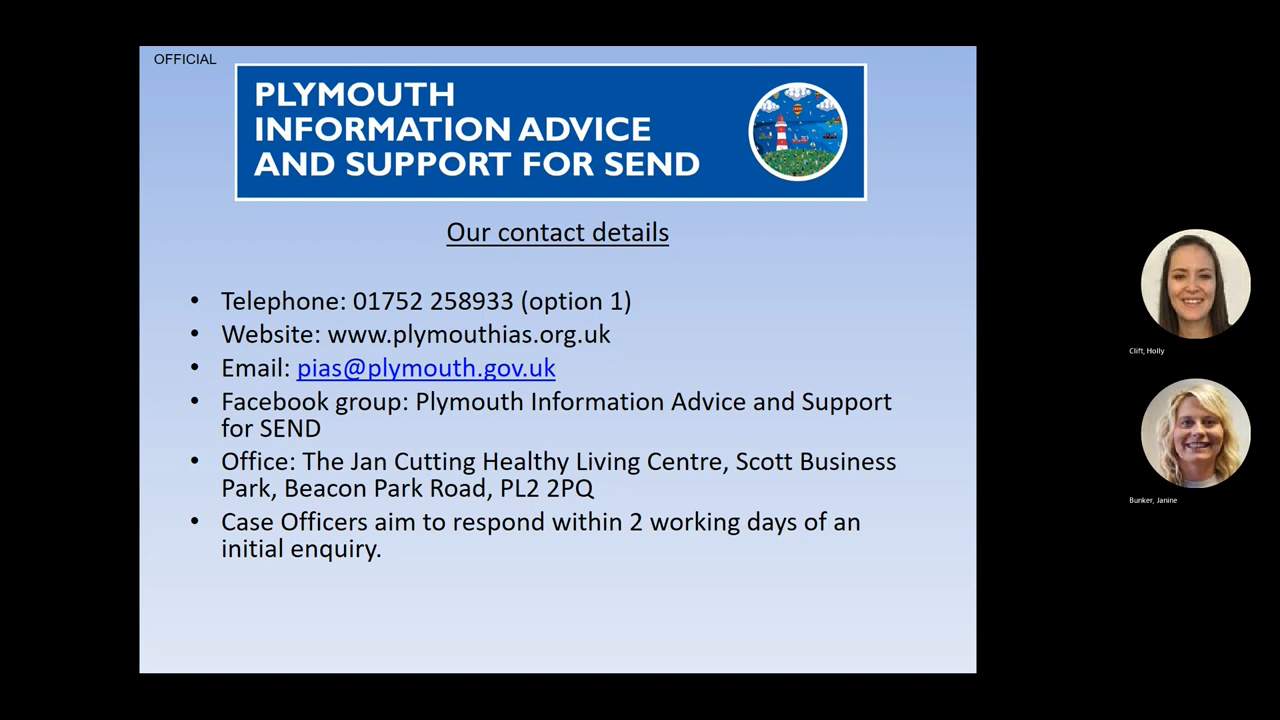 OFFICIAL
PLYMOUTH
INFORMATION ADVICE
AND SUPPORT FOR SEND
Our contact details
• Telephone: 01752 258933 (option 1)
• Website: www.plymouthias.org.uk
• Email: pias@plymouth.gov.uk
• Facebook group: Plymouth Information Advice and Support
for SEND
• Office: The Jan Cutting Healthy Living Centre, Scott Business
Park, Beacon Park Road, PL2 2PQ
• Case Officers aim to respond within 2 working days of an
initial enquiry.
Clift, Holly
Bunker, Janine